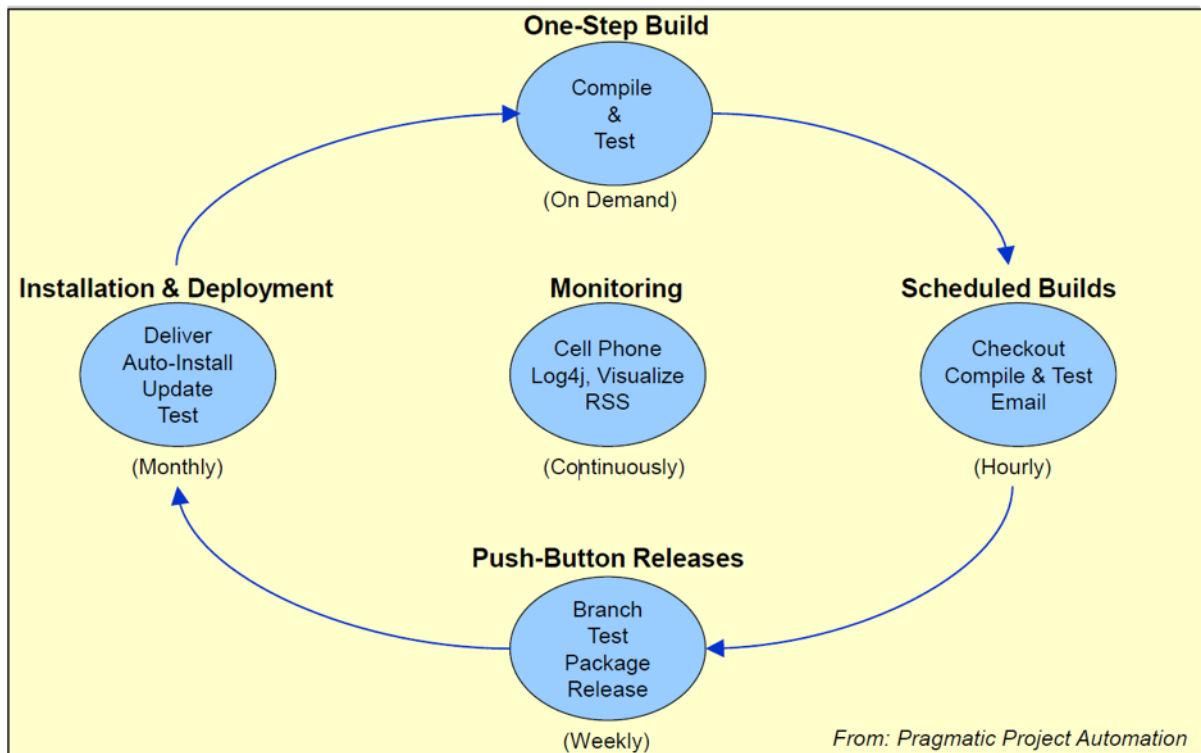 One-Step Build
Compile
&
Test
(On Demand)
Installation & Deployment
Deliver
Auto-Install
Update
Test
(Monthly)
Monitoring
Cell Phone
Log4j, Visualize
RSS
(Continuously)
Scheduled Builds
Checkout
Compile & Test
Email
(Hourly)
Push-Button Releases
Branch
Test
Package
Release
(Weekly)
From: Pragmatic Project Automation